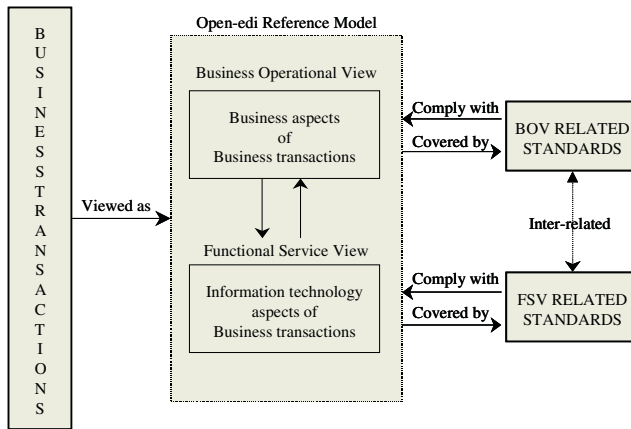 Open-edi Reference Model
B
U
S
I
N
E
S
S
T
R
A
N
S
A
C
T
I
O
N
S
Viewed as
Business Operational View
Business aspects
of
Business transactions
Functional Service View
Information technology
aspects of
Business transactions
Comply with
Covered by
BOV RELATED
STANDARDS
Inter-related
Comply with
Covered by
FSV RELATED
STANDARDS